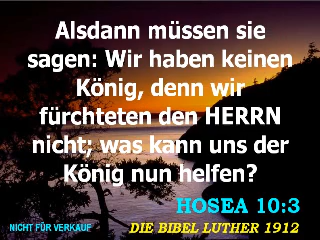 Alsdann müssen sie
sagen: Wir haben keinen
König, denn wir
fürchteten den HERRN
nicht; was kann uns der
König nun helfen?
HOSEA 10:3
NICHT FÜR VERKAUF
DIE BIBEL LUTHER 1912